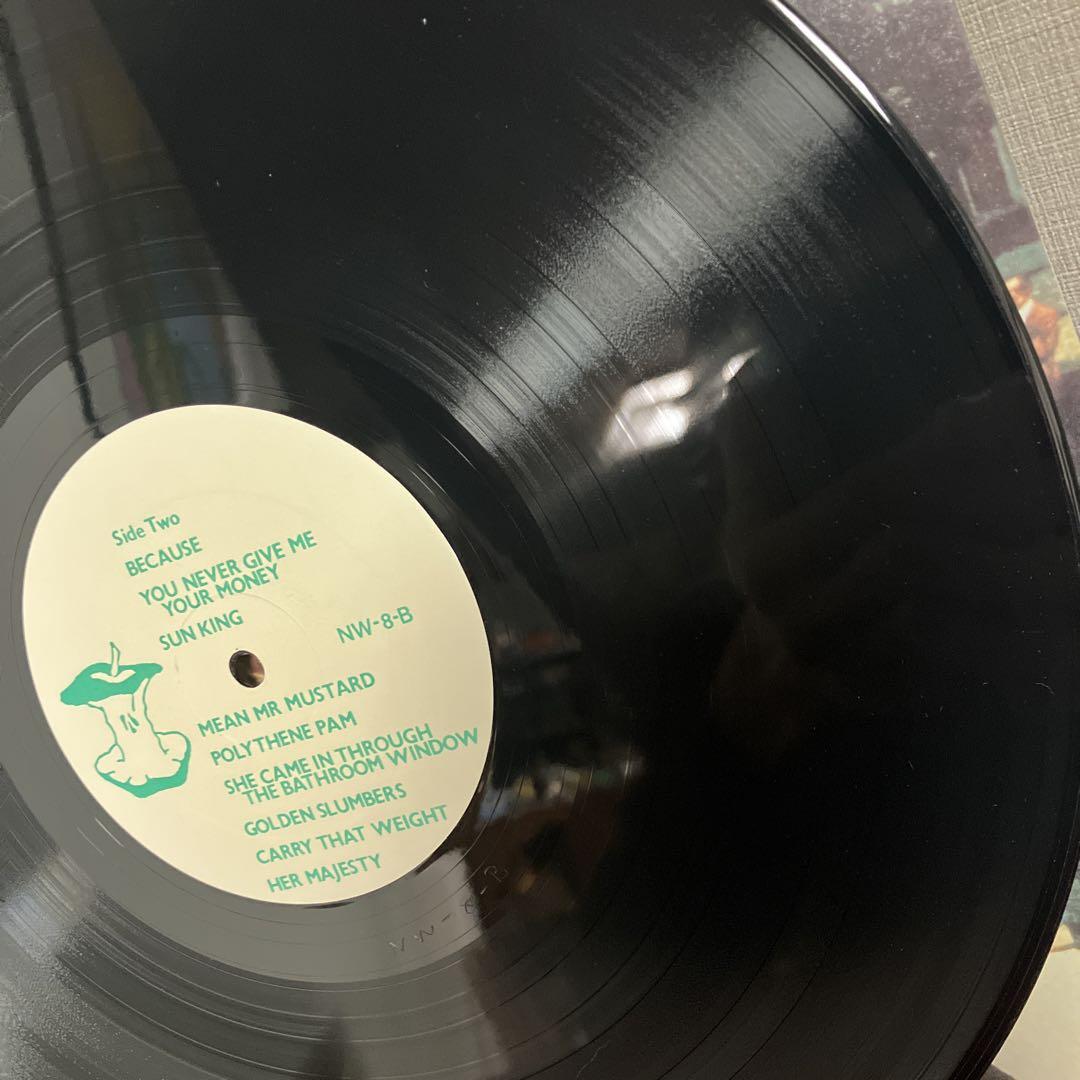 Side Two
BECAUSE
YOU NEVER GIVE ME
YOUR MONEY
SUN KING
NW-8-B
MEAN MR MUSTARD
POLYTHENE PAM
SHE CAME IN THROUGH
THE BATHROOM WINDOW
GOLDEN SLUMBERS
CARRY THAT WEIGHT
HER MAJESTY